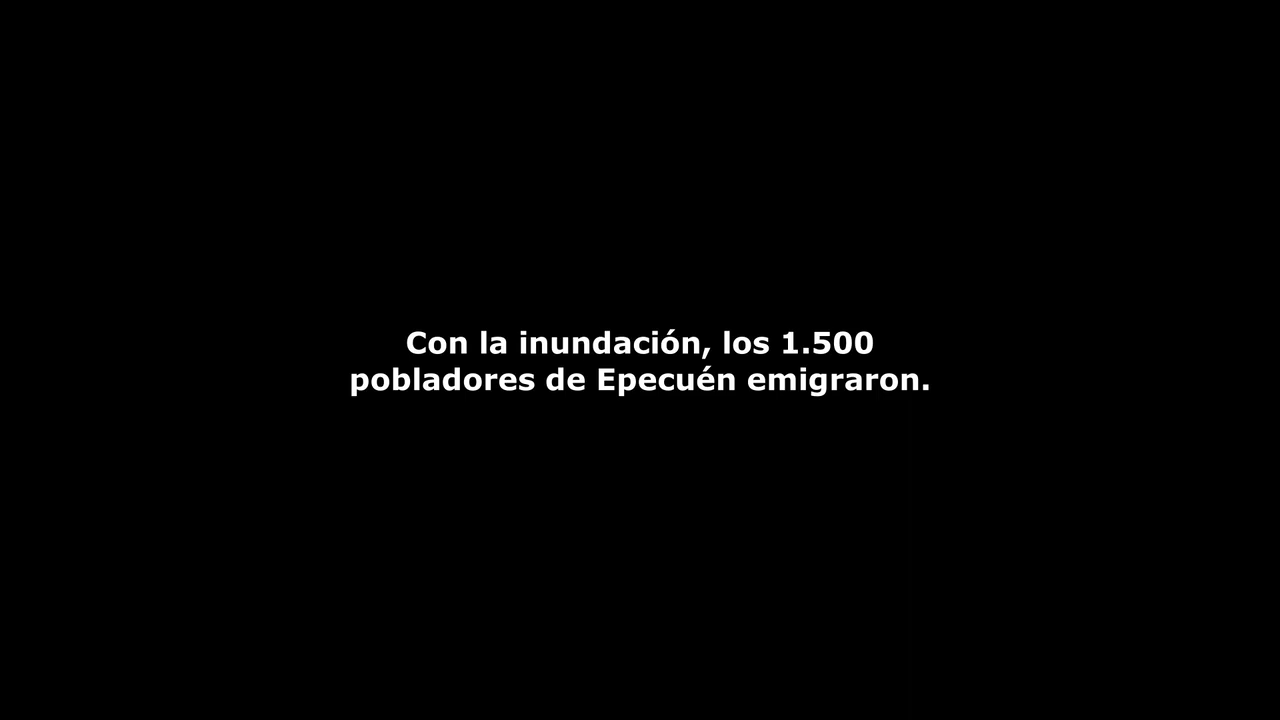 Con la inundación, los 1.500
pobladores de Epecuén emigraron.